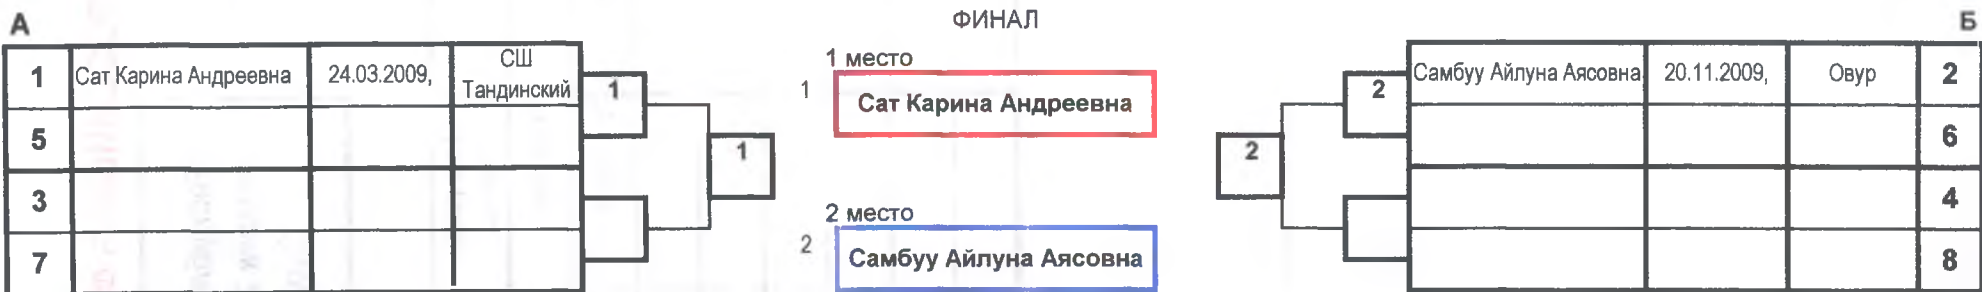 ФИНАЛ
А
Б
1 Сат Карина Андреевна 24.03.2009, СШ Тандинский
5
3
7
1
1
1 место
1 Сат Карина Андреевна
2 место
2 Самбуу Айлуна Аясовна
2
2
Самбуу Айлуна Аясовна 20.11.2009, Овур 2
6
4
8